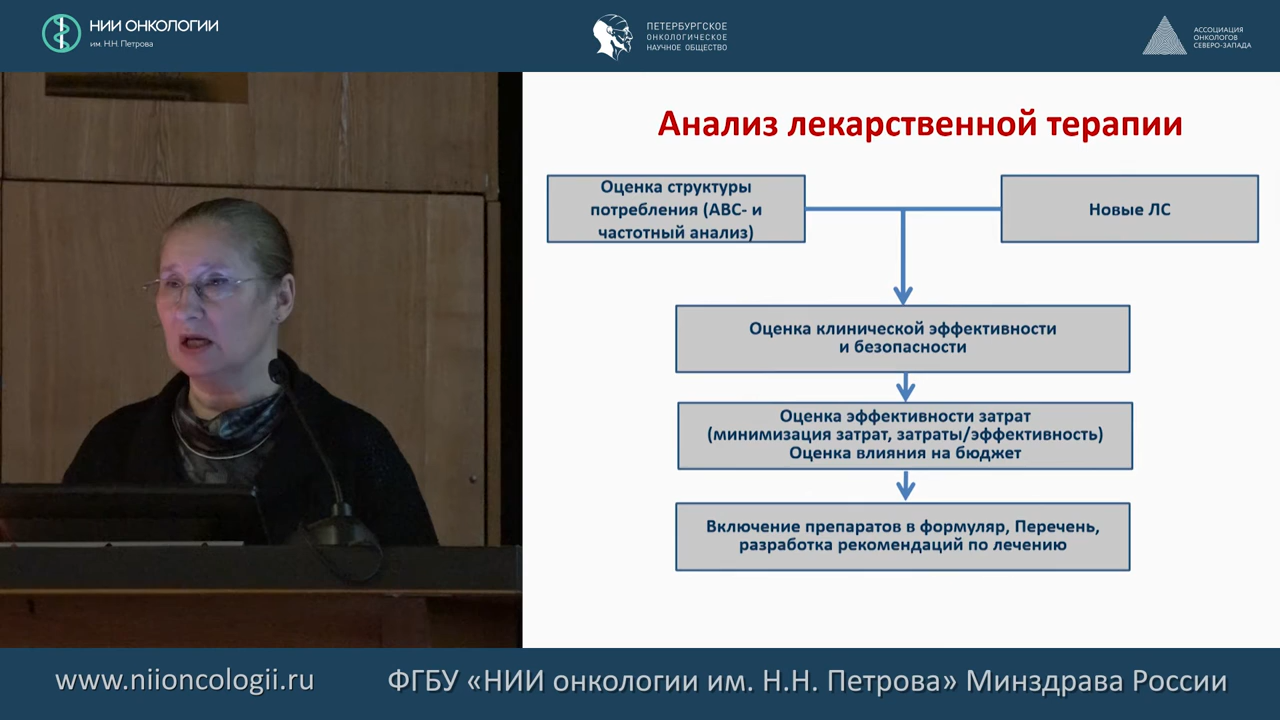 НИИ ОНКОЛОГИИ
им. Н.Н. Петрова
ПЕТЕРБУРГСКОЕ
ОНКОЛОГИЧЕСКОЕ
НАУЧНОЕ ОБЩЕСТВО
АССОЦИАЦИЯ
ОНКОЛОГОВ
СЕВЕРО-ЗАПАДА
Анализ лекарственной терапии
Оценка структуры
потребления (АВС- и
частотный анализ)
Новые ЛС
Оценка клинической эффективности
и безопасности
Оценка эффективности затрат
(минимизация затрат, затраты/эффективность)
Оценка влияния на бюджет
Включение препаратов в формуляр, Перечень,
разработка рекомендаций по лечению
www.niioncologii.ru
ФГБУ «НИИ онкологии им. Н.Н. Петрова» Минздрава России